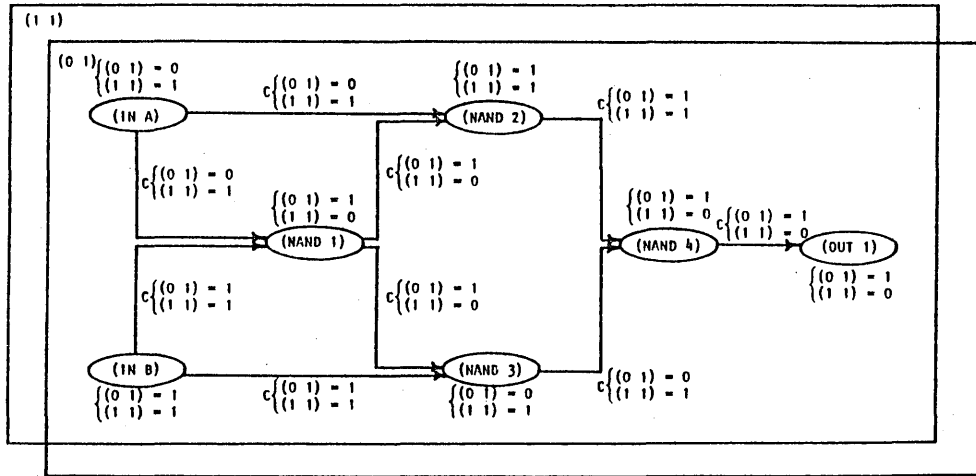 (1 1)
(0 1)
{(0 1) = 0
{(1 1) = 1
(IN A)
C{(0 1) = 0
(1 1) = 1
{(0 1) = 1
(1 1) = 1
(NAND 2)
C{(0 1) = 1
(1 1) = 1
C{(0 1) = 0
(1 1) = 1
C{(0 1) = 1
(1 1) = 0
{(0 1) = 1
(1 1) = 0
(NAND 1)
{(0 1) = 1
(1 1) = 0
(NAND 4)
C{(0 1) = 1
(1 1) = 0
(OUT 1)
{(0 1) = 1
(1 1) = 0
C{(0 1) = 1
(1 1) = 1
C{(0 1) = 1
(1 1) = 0
(IN B)
{(0 1) = 1
(1 1) = 1
C{(0 1) = 1
(1 1) = 1
(NAND 3)
{(0 1) = 0
(1 1) = 1
C{(0 1) = 0
(1 1) = 1